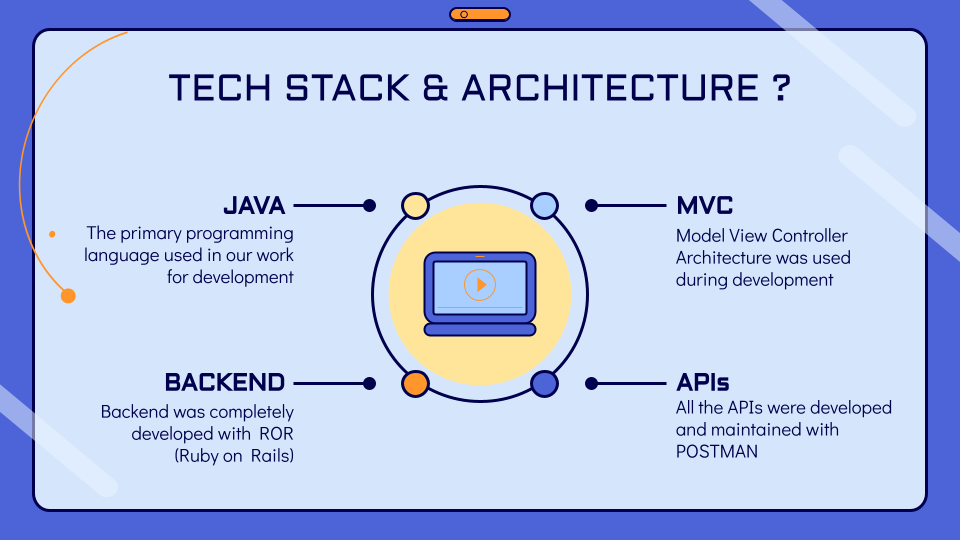 TECH STACK & ARCHITECTURE ?
JAVA
The primary programming
language used in our work
for development
MVC
Model View Controller
Architecture was used
during development
BACKEND
Backend was completely
developed with ROR
(Ruby on Rails)
APIs
All the APIs were developed
and maintained with
POSTMAN